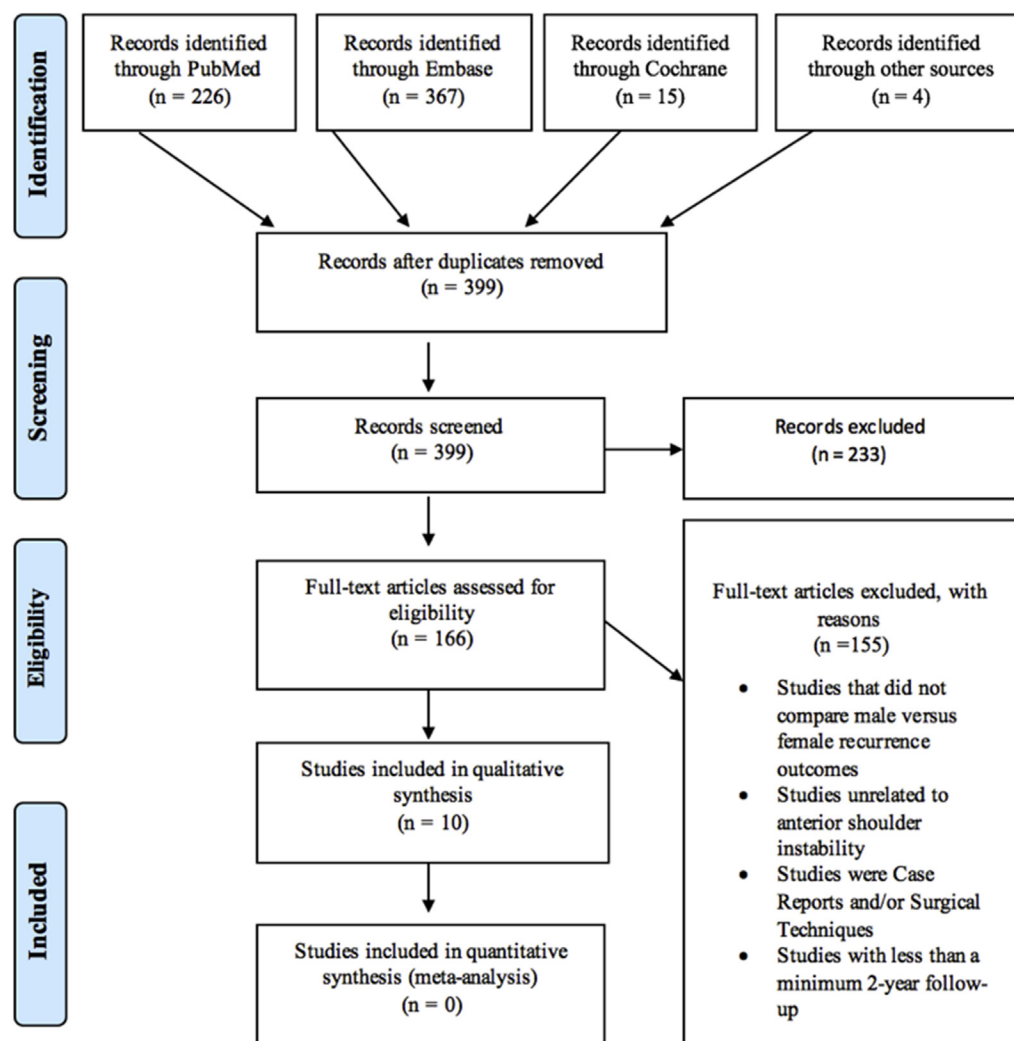 Identification
Records identified
through PubMed
(n = 226)
Records identified
through Embase
(n = 367)
Records identified
through Cochrane
(n = 15)
Records identified
through other sources
(n = 4)
Records after duplicates removed
(n = 399)
Screening
Records screened
(n = 399)
Records excluded
(n = 233)
Eligibility
Full-text articles assessed for
eligibility
(n = 166)
Full-text articles excluded, with
reasons
(n =155)
• Studies that did not
compare male versus
female recurrence
outcomes
• Studies unrelated to
anterior shoulder
instability
• Studies were Case
Reports and/or Surgical
Techniques
• Studies with less than a
minimum 2-year follow-
up
Included
Studies included in qualitative
synthesis
(n = 10)
Studies included in quantitative
synthesis (meta-analysis)
(n = 0)